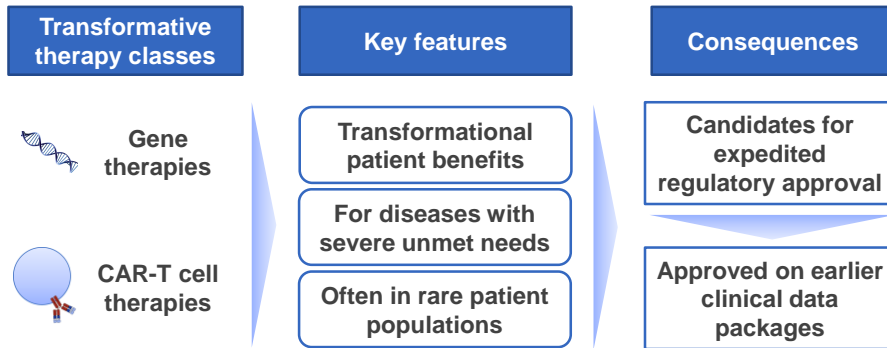 Transformative
therapy classes
Key features
Consequences
Gene
therapies
CAR-T cell
therapies
Transformational
patient benefits
For diseases with
severe unmet needs
Often in rare patient
populations
Candidates for
expedited
regulatory approval
Approved on earlier
clinical data
packages